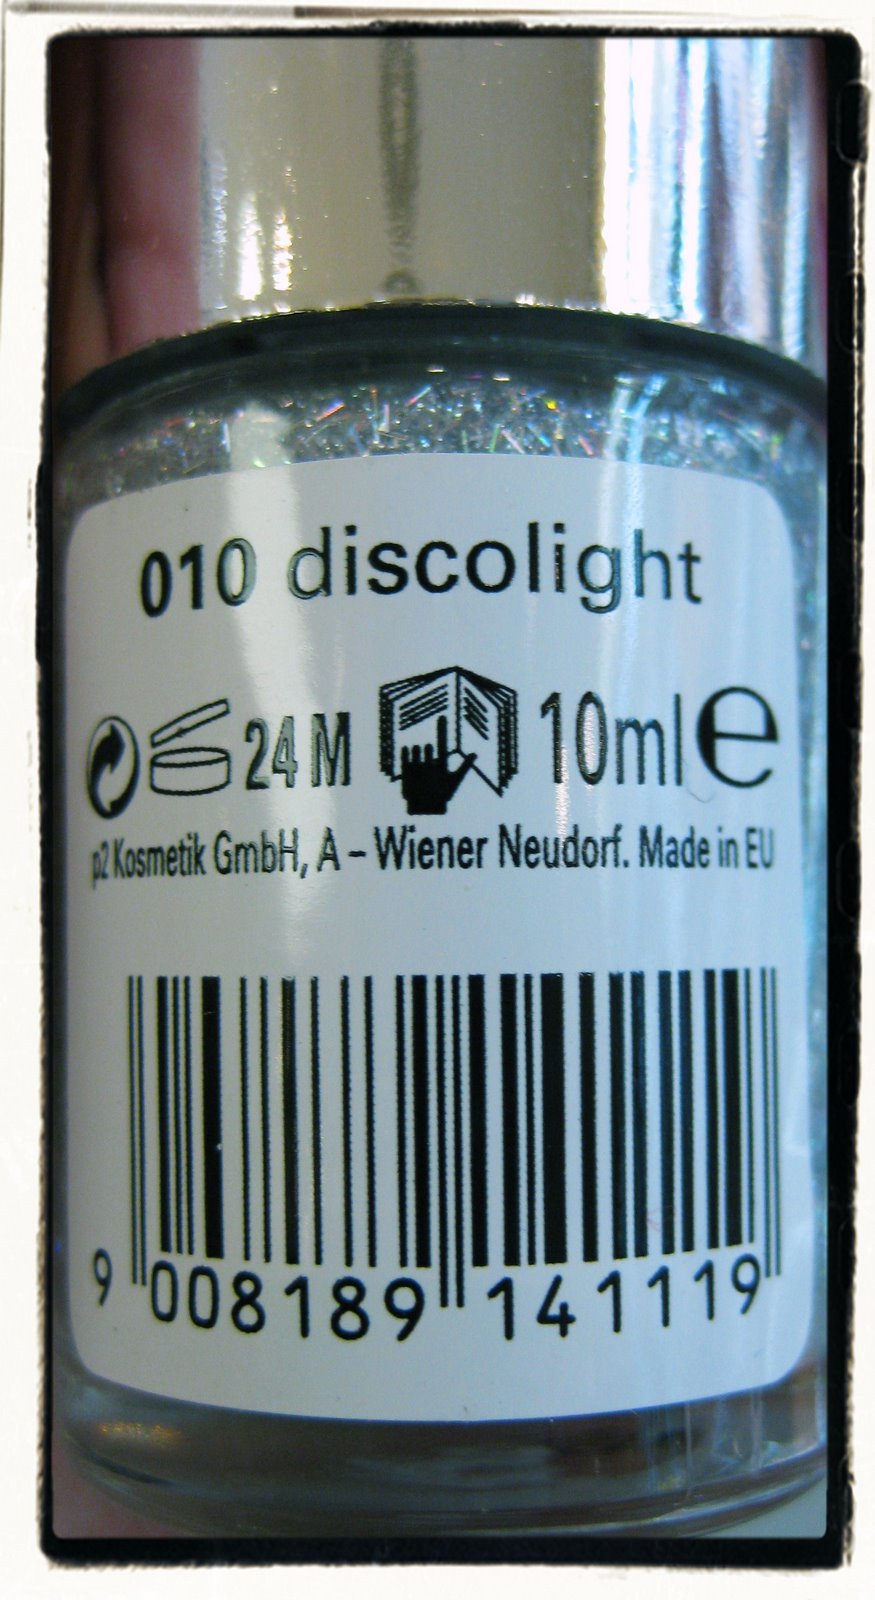 010 discolight
24 M 10ml e
p2 Kosmetik GmbH, A – Wiener Neudorf. Made in EU
9 008189 141119